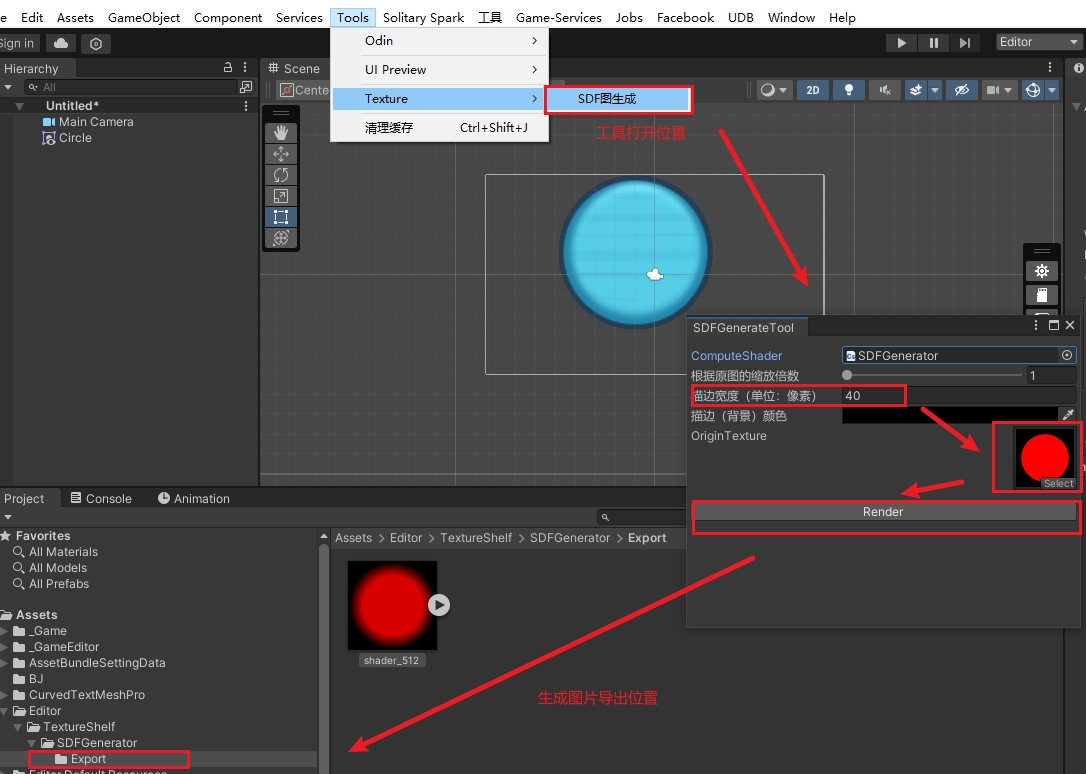 e Edit Assets GameObject Component Services Tools Solitary Spark 工具 Game-Services Jobs Facebook UDB Window Help
Sign in
Editor
Odin
UI Preview
Texture
SDF图生成
清理缓存 Ctrl+Shift+J
工具打开位置
Hierarchy
All
Untitled*
Main Camera
Circle
Scene
Cente
2D
SDFGenerateTool
ComputeShader SDFGenerator
根据原图的缩放倍数 1
描边宽度（单位：像素） 40
描边（背景）颜色
OriginTexture
Select
Render
Project Console Animation
Favorites
All Materials
All Models
All Prefabs
Assets
_Game
_GameEditor
AssetBundleSettingData
BJ
CurvedTextMeshPro
Editor
TextureShelf
SDFGenerator
Export
Editor Default Resources
Assets > Editor > TextureShelf > SDFGenerator > Export
shader_512
生成图片导出位置